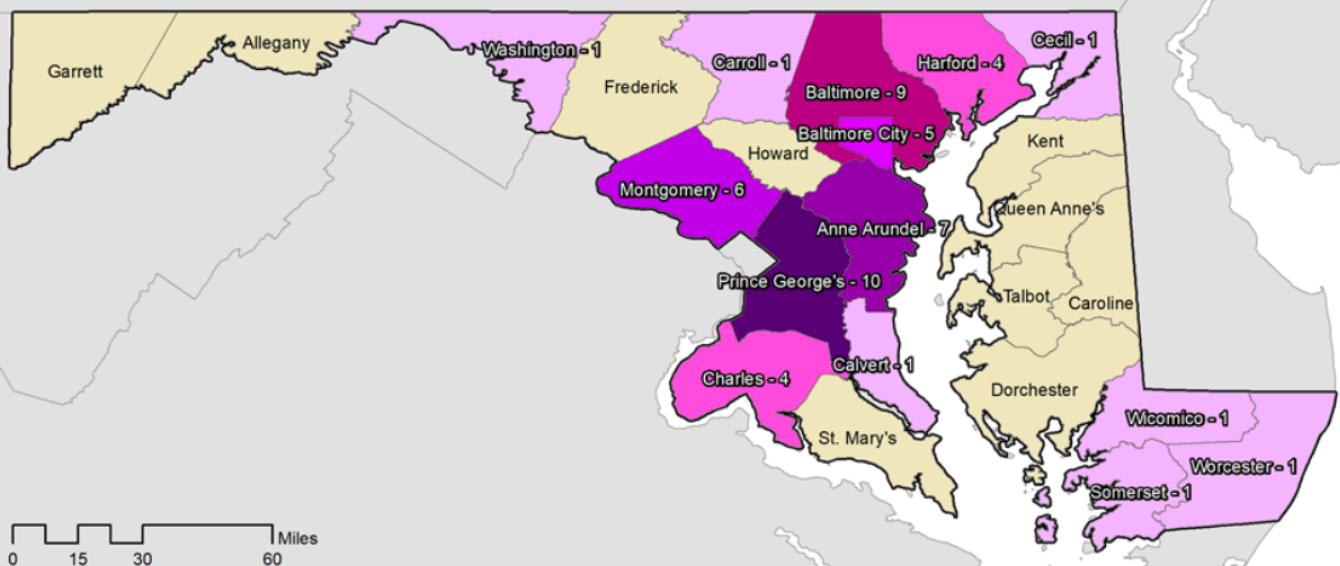 Garrett
Allegany
Washington - 1
Frederick
Carroll - 1
Baltimore - 9
Harford - 4
Cecil - 1
Baltimore City - 5
Howard
Kent
Montgomery - 6
Queen Anne's
Anne Arundel - 7
Prince George's - 10
Talbot
Caroline
Calvert - 1
Charles - 4
Dorchester
St. Mary's
Wicomico - 1
Worcester - 1
Somerset - 1
Miles
0 15 30 60